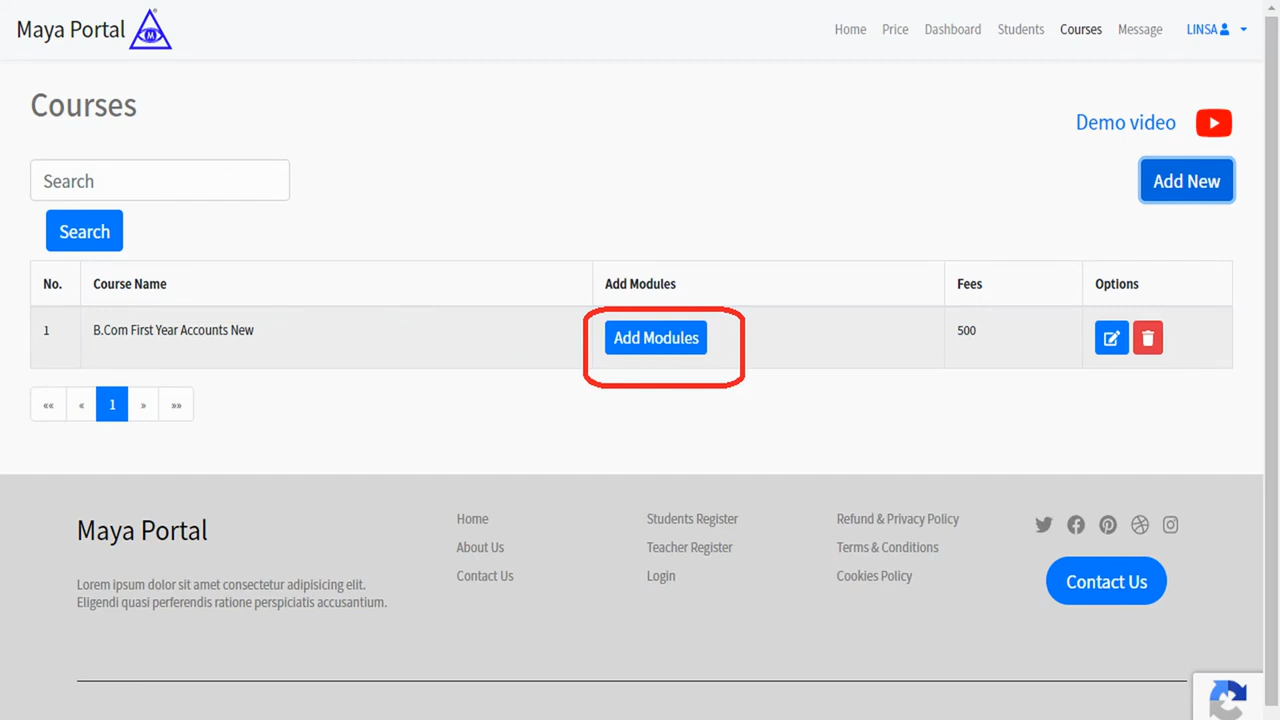 Maya Portal
M
Home Price Dashboard Students Courses Message LINSA
Courses
Demo video
Search
Add New
Search
No. Course Name Add Modules Fees Options
1 B.Com First Year Accounts New Add Modules 500
«« « 1 » »»
Maya Portal
Lorem ipsum dolor sit amet consectetur adipisicing elit.
Eligendi quasi perferendis ratione perspiciatis accusantium.
Home
About Us
Contact Us
Students Register
Teacher Register
Login
Refund & Privacy Policy
Terms & Conditions
Cookies Policy
Contact Us